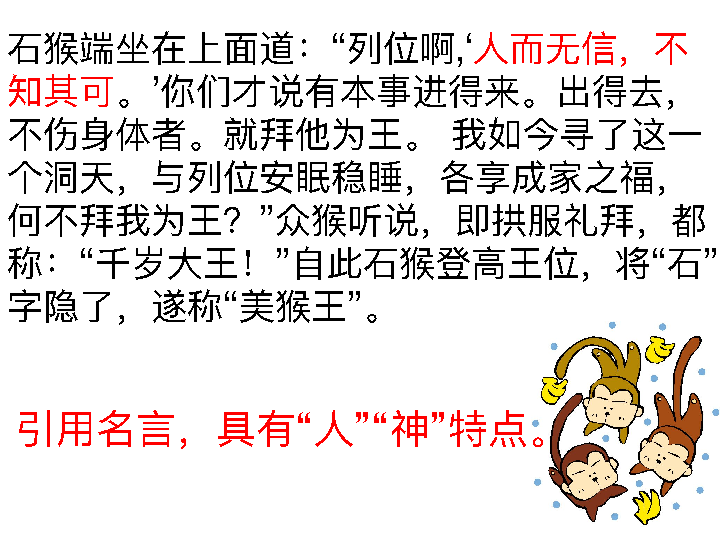 石猴端坐在上面道：“列位啊,‘人而无信，不
知其可。’你们才说有本事进得来。出得去，
不伤身体者。就拜他为王。 我如今寻了这一
个洞天，与列位安眠稳睡，各享成家之福，
何不拜我为王？”众猴听说，即拱服礼拜，都
称：“千岁大王！”自此石猴登高王位，将“石”
字隐了，遂称“美猴王”。
引用名言，具有“人”“神”特点。